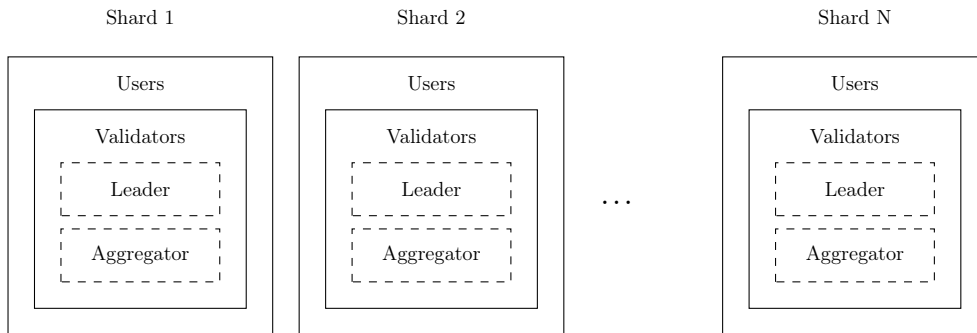 Shard 1
Shard 2
Shard N
Users
Users
Users
Validators
Validators
Validators
Leader
Leader
...
Leader
Aggregator
Aggregator
Aggregator